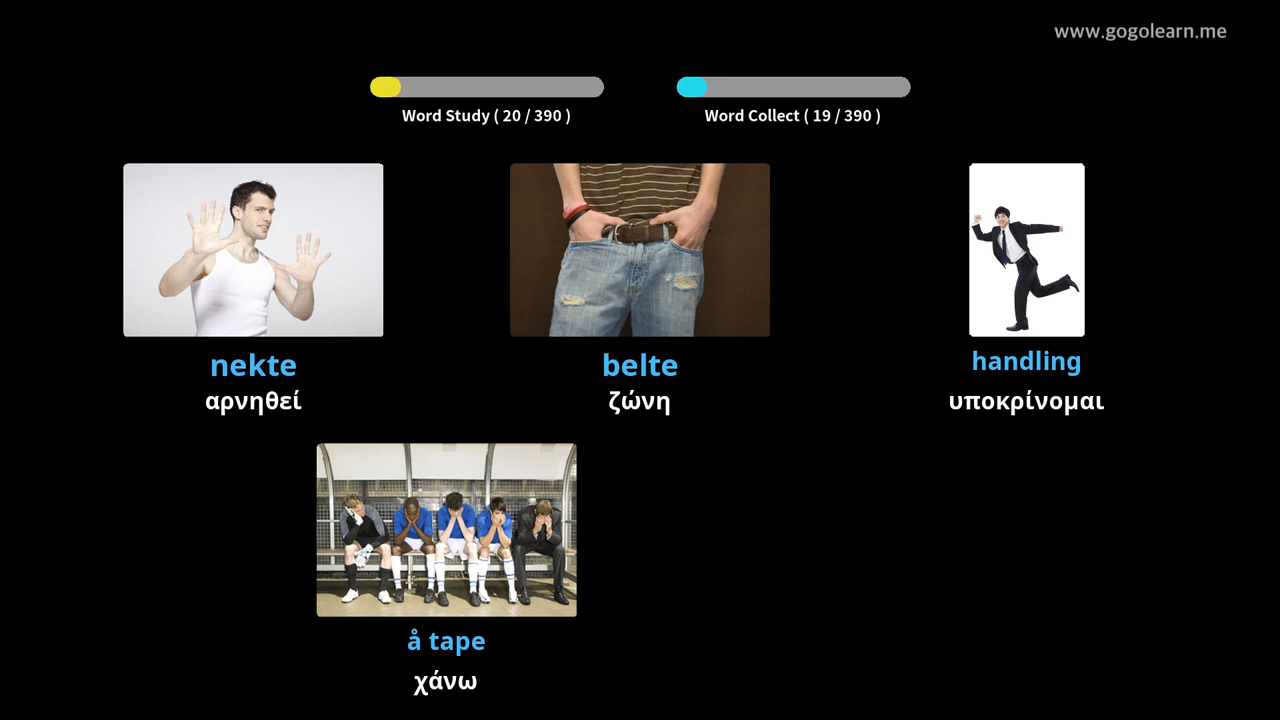 www.gogolearn.me
Word Study ( 20 / 390 )
Word Collect ( 19 / 390 )
nekte
αρνηθεί
belte
ζώνη
handling
υποκρίνομαι
å tape
χάνω